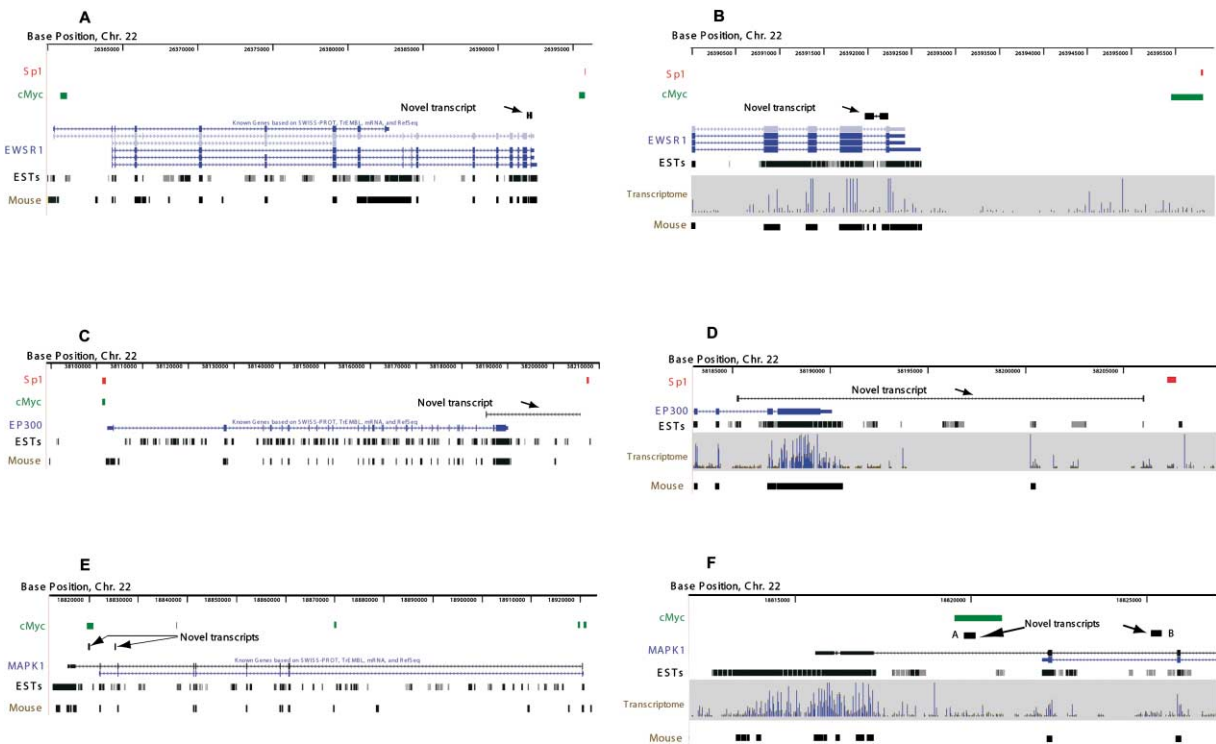 A
Base Position, Chr. 22
26365000 26370000 26375000 26380000 26385000 26390000 26395000
Sp1
cMyc
Novel transcript
Known Genes based on SWISS-PROT, TrEMBL, mRNA, and RefSeq
EWSR1
ESTs
Mouse
B
Base Position, Chr. 22
26390500 26391000 26391500 26392000 26392500 26393000 26393500 26394000 26394500 26395000 26395500
Sp1
cMyc
Novel transcript
EWSR1
ESTs
Transcriptome
Mouse
C
Base Position, Chr. 22
38100000 38110000 38120000 38130000 38140000 38150000 38160000 38170000 38180000 38190000 38200000 38210000
Sp1
cMyc
Novel transcript
Known Genes based on SWISS-PROT, TrEMBL, mRNA, and RefSeq
EP300
ESTs
Mouse
D
Base Position, Chr. 22
38185000 38190000 38195000 38200000 38205000
Sp1
Novel transcript
EP300
ESTs
Transcriptome
Mouse
E
Base Position, Chr. 22
18820000 18830000 18840000 18850000 18860000 18870000 18880000 18890000 18900000 18910000 18920000
cMyc
Novel transcripts
Known Genes based on SWISS-PROT, TrEMBL, mRNA, and RefSeq
MAPK1
ESTs
Mouse
F
Base Position, Chr. 22
18815000 18820000 18825000
cMyc
Novel transcripts
A
B
MAPK1
ESTs
Transcriptome
Mouse